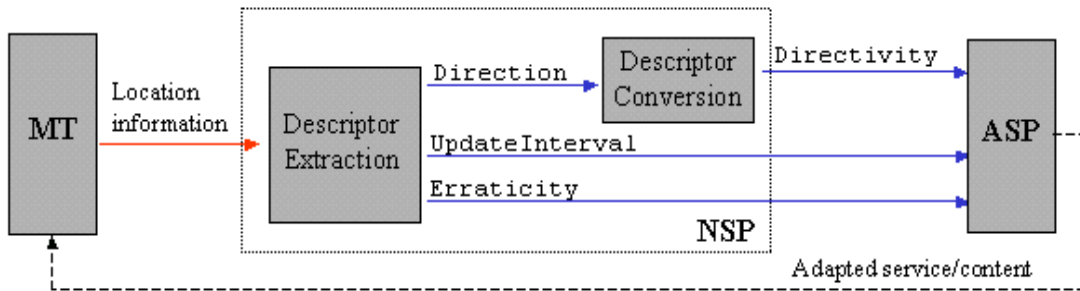 MT
Location
information
Descriptor
Extraction
Direction
Descriptor
Conversion
Directivity
UpdateInterval
Erraticity
NSP
ASP
Adapted service/content